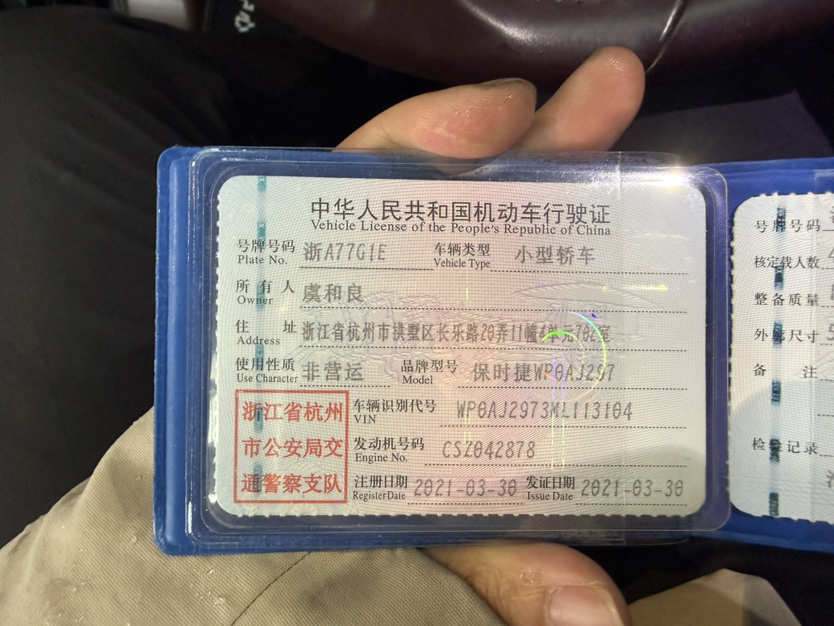 中华人民共和国机动车行驶证
Vehicle License of the People's Republic of China
号牌号码 浙A77G1E 车辆类型 小型轿车
Plate No. Vehicle Type
所有人 虞和良
Owner
住址 浙江省杭州市拱墅区长乐路20弄11幢4单元702室
Address
使用性质 非营运 品牌型号 保时捷WP0AJ297
Use Character Model
浙江省杭州
市公安局交
通警察支队
车辆识别代号 WP0AJ2973ML113104
VIN
发动机号码 CSZ042878
Engine No.
注册日期 2021-03-30 发证日期 2021-03-30
Register Date Issue Date
号牌号码
核定载人数
整备质量
外廓尺寸
备注
检验记录